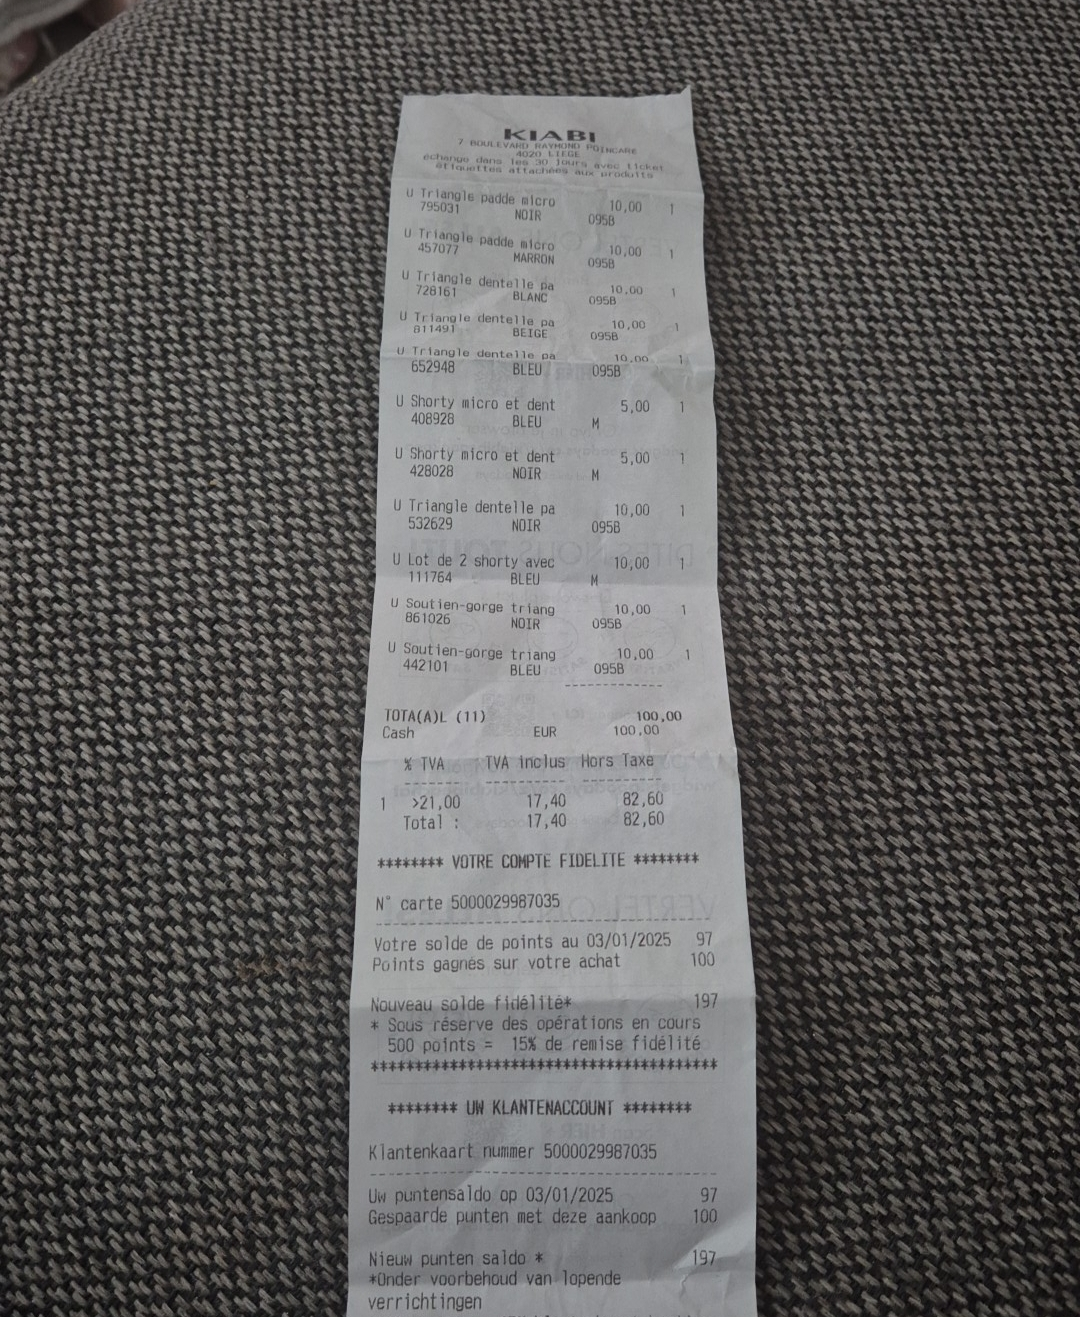 KIABI
7 BOULEVARD RAYMOND POINCARE
4020 LIEGE
échange dans les 30 jours avec ticket
étiquettes attachées aux produits
U Triangle padde micro 10,00 1
795031 NOIR 095B
U Triangle padde micro 10,00 1
457077 MARRON 095B
U Triangle dentelle pa 10,00 1
728161 BLANC 095B
U Triangle dentelle pa 10,00 1
811491 BEIGE 095B
U Triangle dentelle pa 10,00 1
652948 BLEU 095B
U Shorty micro et dent 5,00 1
408928 BLEU M
U Shorty micro et dent 5,00 1
428028 NOIR M
U Triangle dentelle pa 10,00 1
532629 NOIR 095B
U Lot de 2 shorty avec 10,00 1
111764 BLEU M
U Soutien-gorge triang 10,00 1
861026 NOIR 095B
U Soutien-gorge triang 10,00 1
442101 BLEU 095B
--------------
TOTA(A)L (11) 100,00
Cash EUR 100,00
% TVA TVA inclus Hors Taxe
1 >21,00 17,40 82,60
Total : 17,40 82,60
******** VOTRE COMPTE FIDELITE ********
N° carte 5000029987035
Votre solde de points au 03/01/2025 97
Points gagnés sur votre achat 100
Nouveau solde fidélité* 197
* Sous réserve des opérations en cours
500 points = 15% de remise fidélité
****************************************
******** UW KLANTENACCOUNT ********
Klantenkaart nummer 5000029987035
Uw puntensaldo op 03/01/2025 97
Gespaarde punten met deze aankoop 100
Nieuw punten saldo * 197
*Onder voorbehoud van lopende
verrichtingen